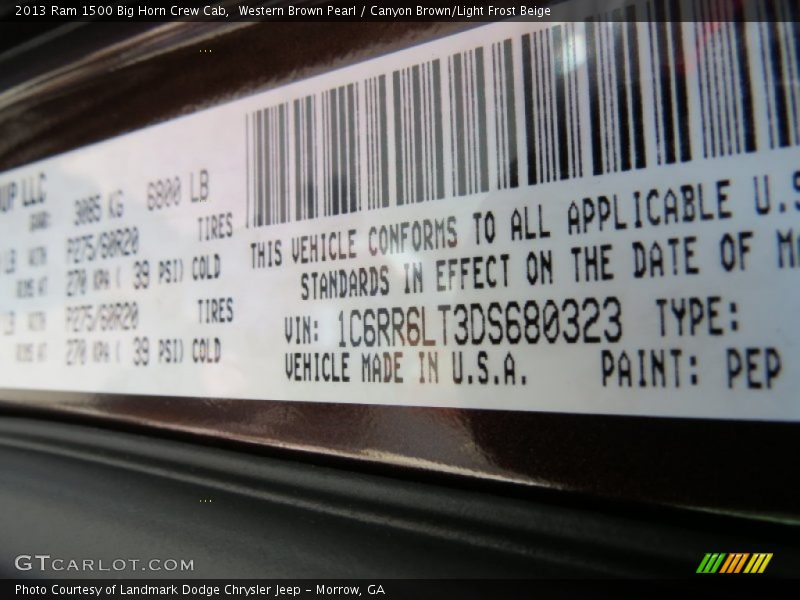 2013 Ram 1500 Big Horn Crew Cab, Western Brown Pearl / Canyon Brown/Light Frost Beige
LLC
3085 KG 6800 LB
P275/60R20 TIRES
270 KPA ( 39 PSI) COLD
P275/60R20 TIRES
270 KPA ( 39 PSI) COLD
THIS VEHICLE CONFORMS TO ALL APPLICABLE U.S
STANDARDS IN EFFECT ON THE DATE OF MA
VIN: 1C6RR6LT3DS680323 TYPE:
VEHICLE MADE IN U.S.A. PAINT: PEP
GTCARLOT.COM
Photo Courtesy of Landmark Dodge Chrysler Jeep - Morrow, GA